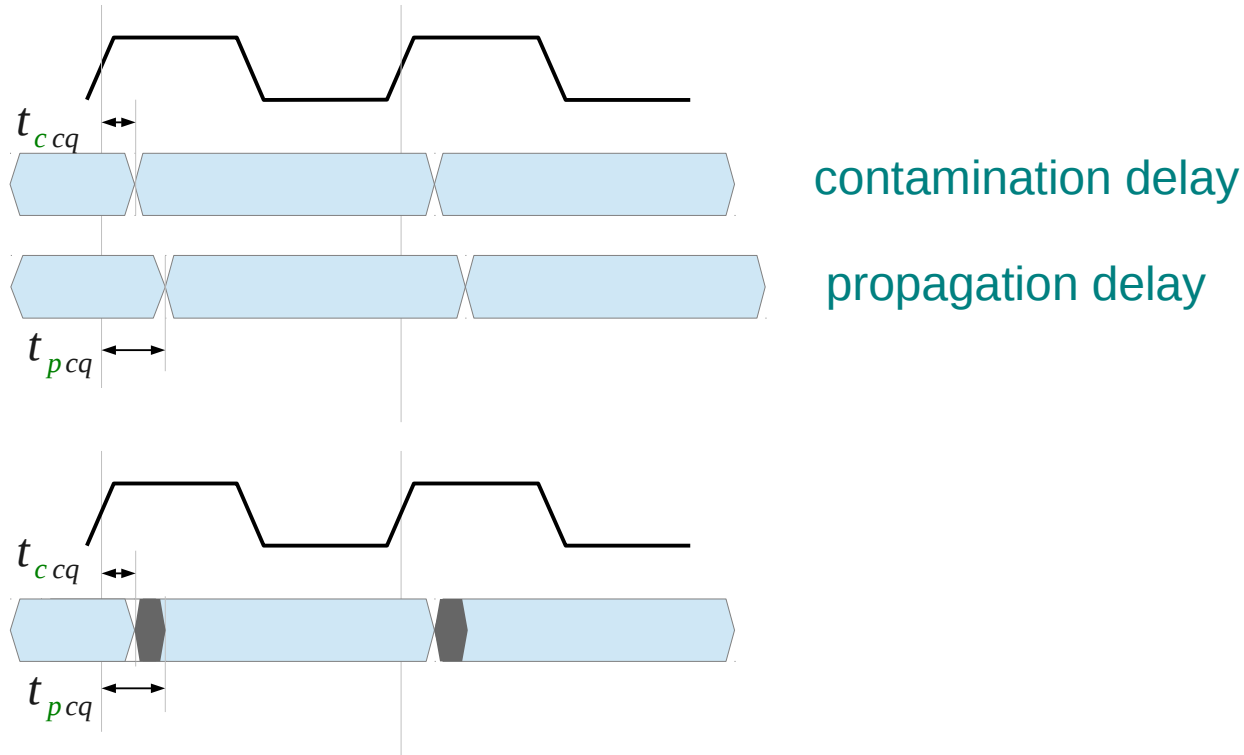 t c cq
contamination delay
propagation delay
t p cq
t c cq
t p cq